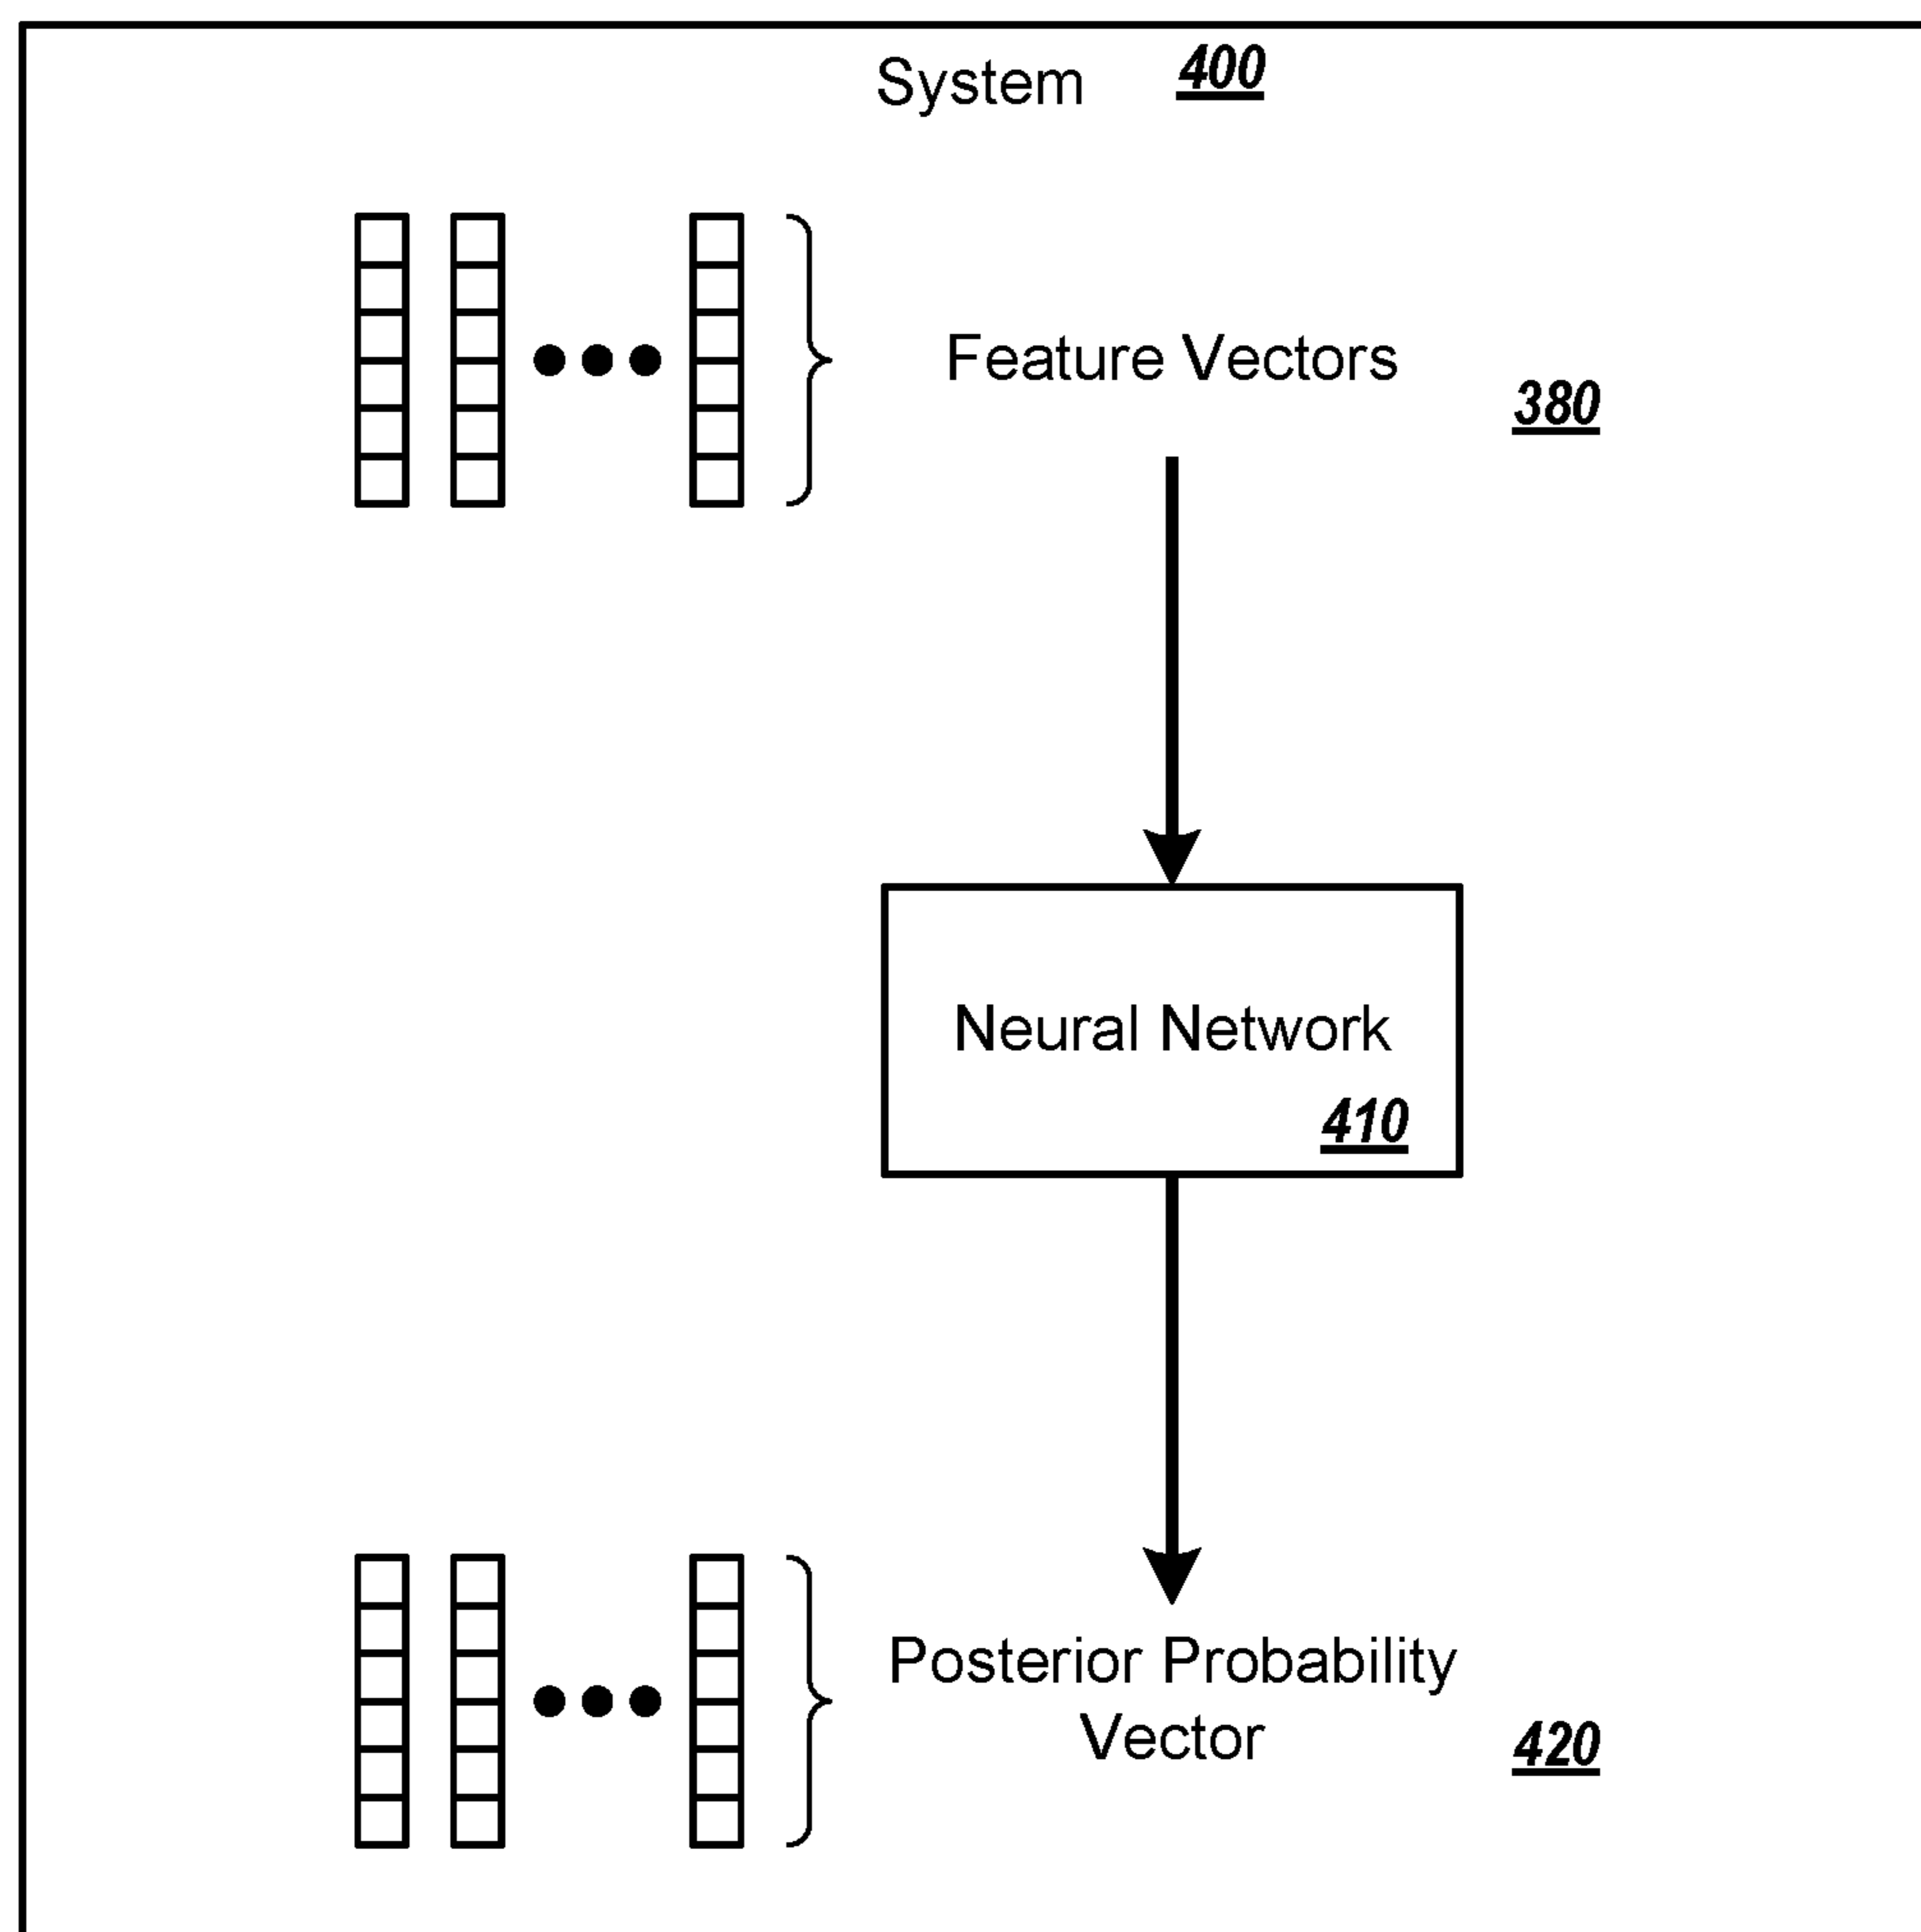 System 400
Feature Vectors
380
Neural Network
410
Posterior Probability
Vector
420